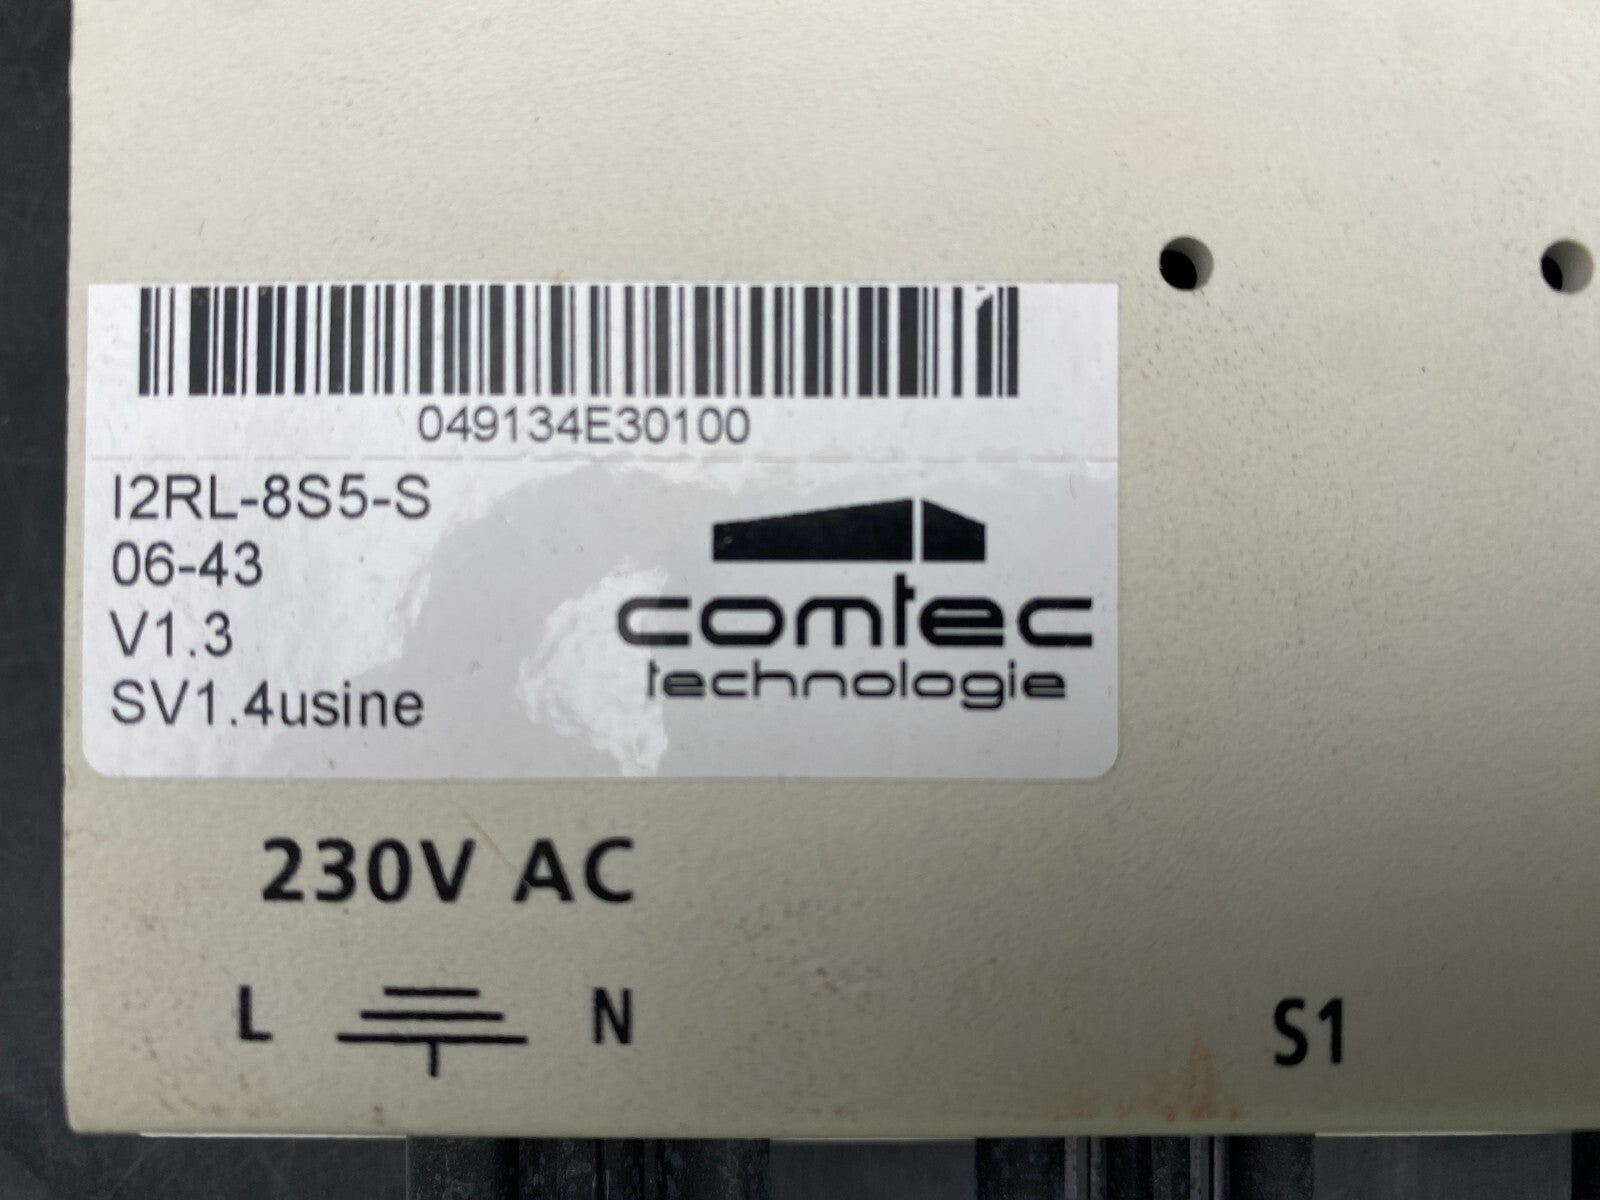 049134E30100
I2RL-8S5-S
06-43
V1.3
SV1.4usine
comtec
technologie
230V AC
L N
S1